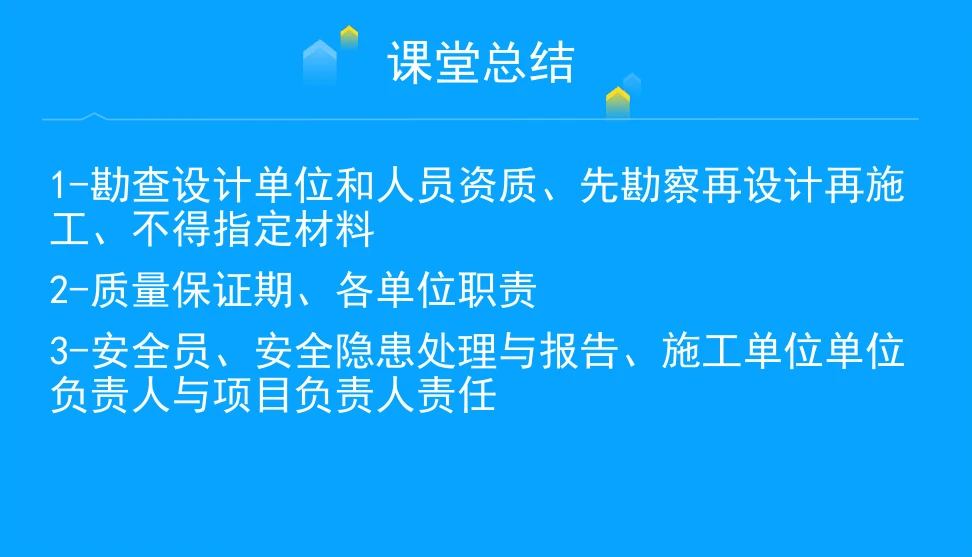 课堂总结
1-勘查设计单位和人员资质、先勘察再设计再施
工、不得指定材料
2-质量保证期、各单位职责
3-安全员、安全隐患处理与报告、施工单位单位
负责人与项目负责人责任